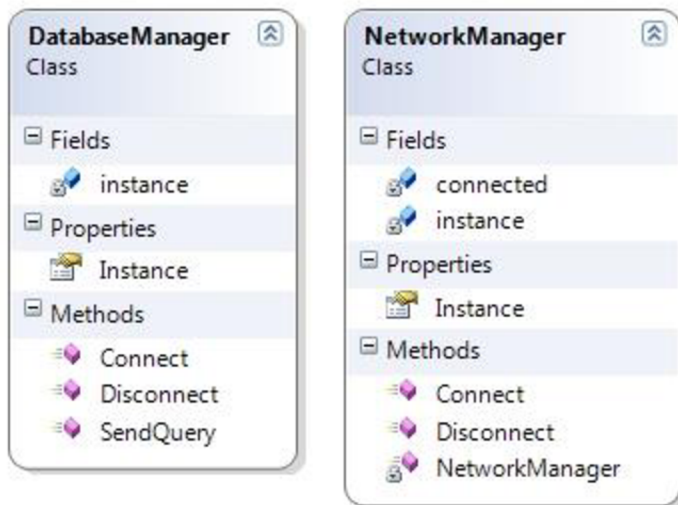 DatabaseManager
Class
Fields
instance
Properties
Instance
Methods
Connect
Disconnect
SendQuery
NetworkManager
Class
Fields
connected
instance
Properties
Instance
Methods
Connect
Disconnect
NetworkManager